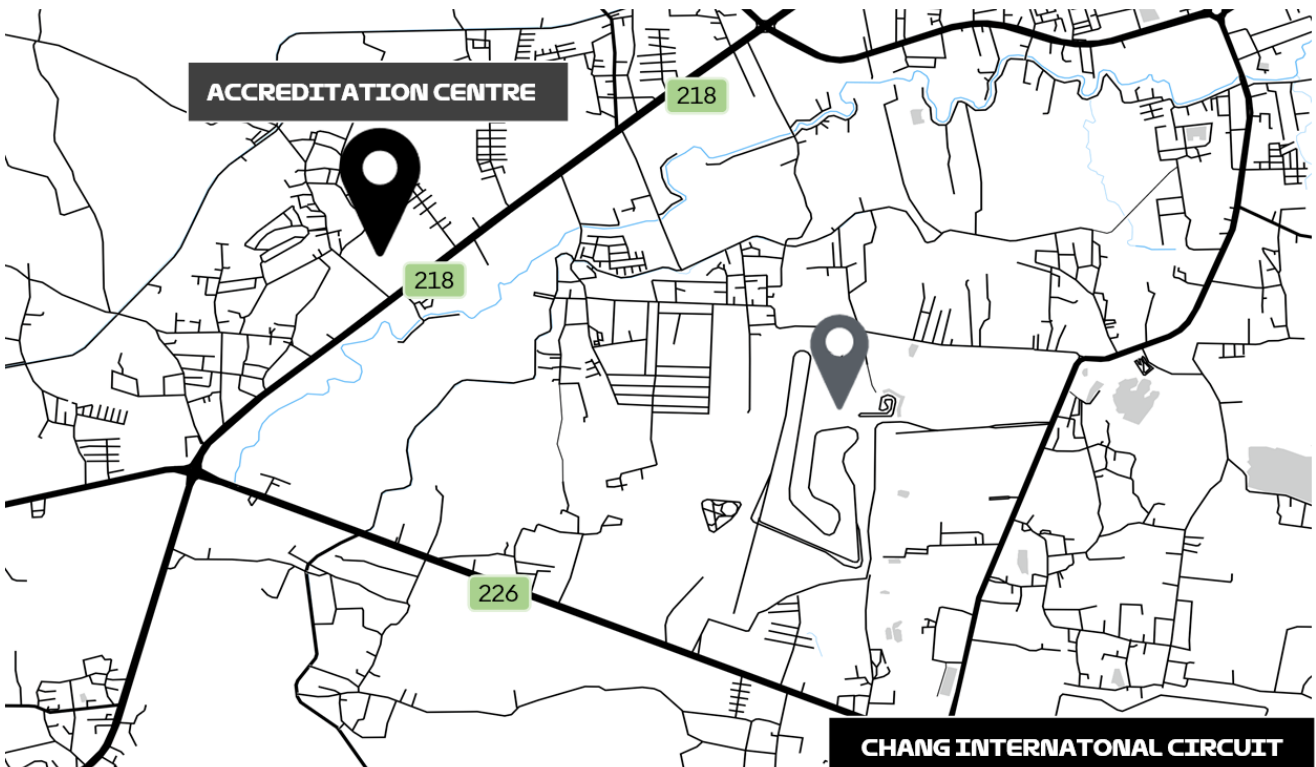 ACCREDITATION CENTRE
218
218
226
CHANG INTERNATONAL CIRCUIT